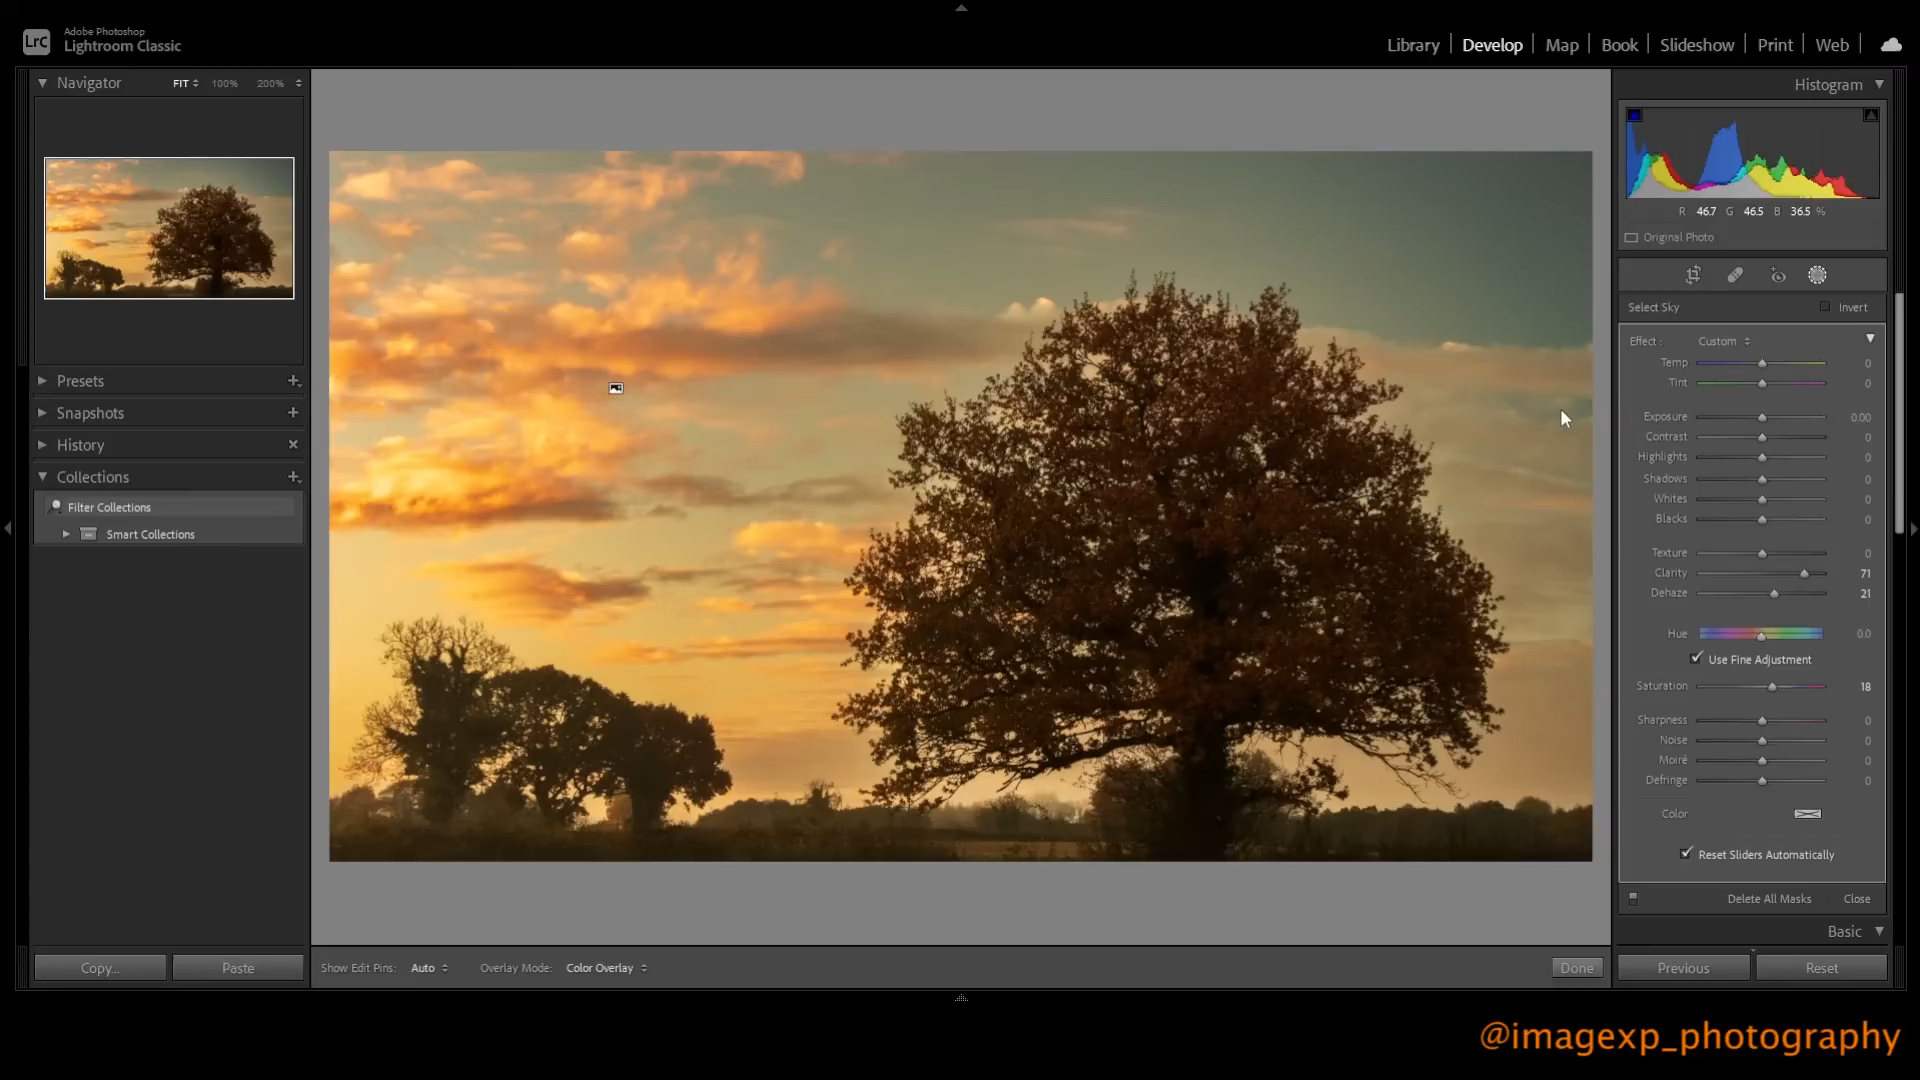 Adobe Photoshop
Lightroom Classic
LrC
Library Develop Map Book Slideshow Print Web
Navigator FIT 100% 200%
Presets
Snapshots
History
Collections
Filter Collections
Smart Collections
Copy... Paste
Show Edit Pins: Auto Overlay Mode: Color Overlay Done
Histogram
R 46.7 G 46.5 B 36.5 %
Original Photo
Select Sky Invert
Effect: Custom
Temp 0
Tint 0
Exposure 0.00
Contrast 0
Highlights 0
Shadows 0
Whites 0
Blacks 0
Texture 0
Clarity 71
Dehaze 21
Hue 0.0
Use Fine Adjustment
Saturation 18
Sharpness 0
Noise 0
Moiré 0
Defringe 0
Color
Reset Sliders Automatically
Delete All Masks Close
Basic
Previous Reset
@imagexp_photography